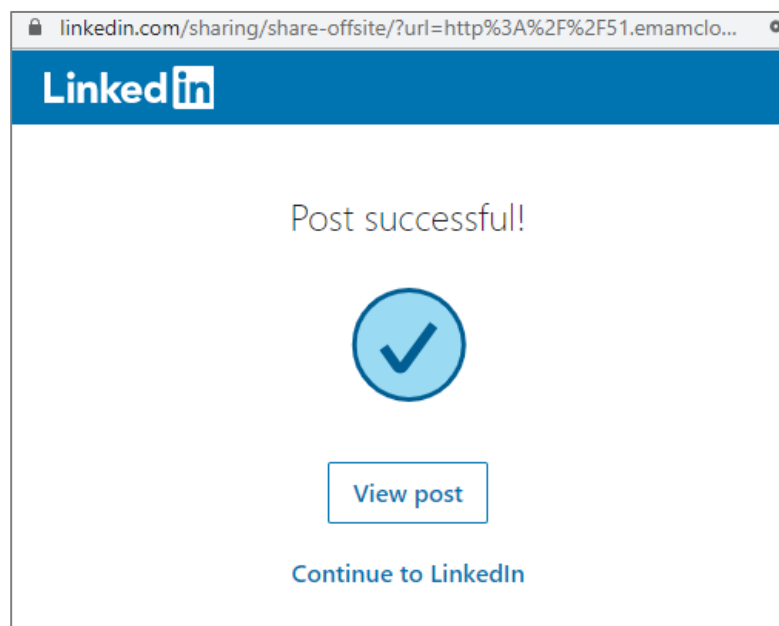 linkedin.com/sharing/share-offsite/?url=http%3A%2F%2F51.emamclo...
Linked in
Post successful!
View post
Continue to LinkedIn